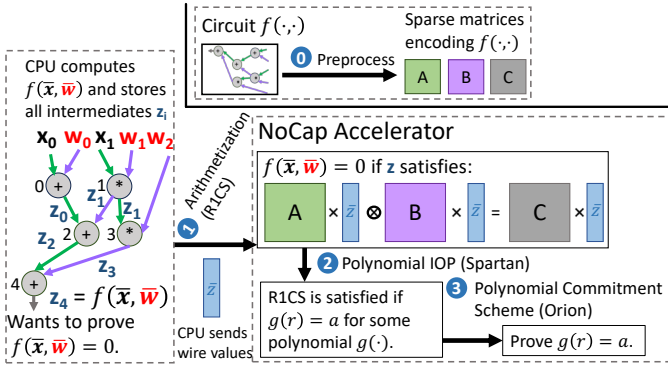 Circuit f(·,·)
0 Preprocess
Sparse matrices
encoding f(·,·)
A B C
CPU computes
f(x̄, w̄) and stores
all intermediates zᵢ
x₀ w₀ x₁ w₁ w₂
0 + 1 *
z₀ z₁ z₁
z₂ 2 + 3 *
z₃
4 +
z₄ = f(x̄, w̄)
Wants to prove
f(x̄, w̄) = 0.
1 Arithmetization
(R1CS)
z̄
CPU sends
wire values
NoCap Accelerator
f(x̄, w̄) = 0 if z satisfies:
A × z̄ ⊗ B × z̄ = C × z̄
2 Polynomial IOP (Spartan)
R1CS is satisfied if
g(r) = a for some
polynomial g(·).
3 Polynomial Commitment
Scheme (Orion)
Prove g(r) = a.